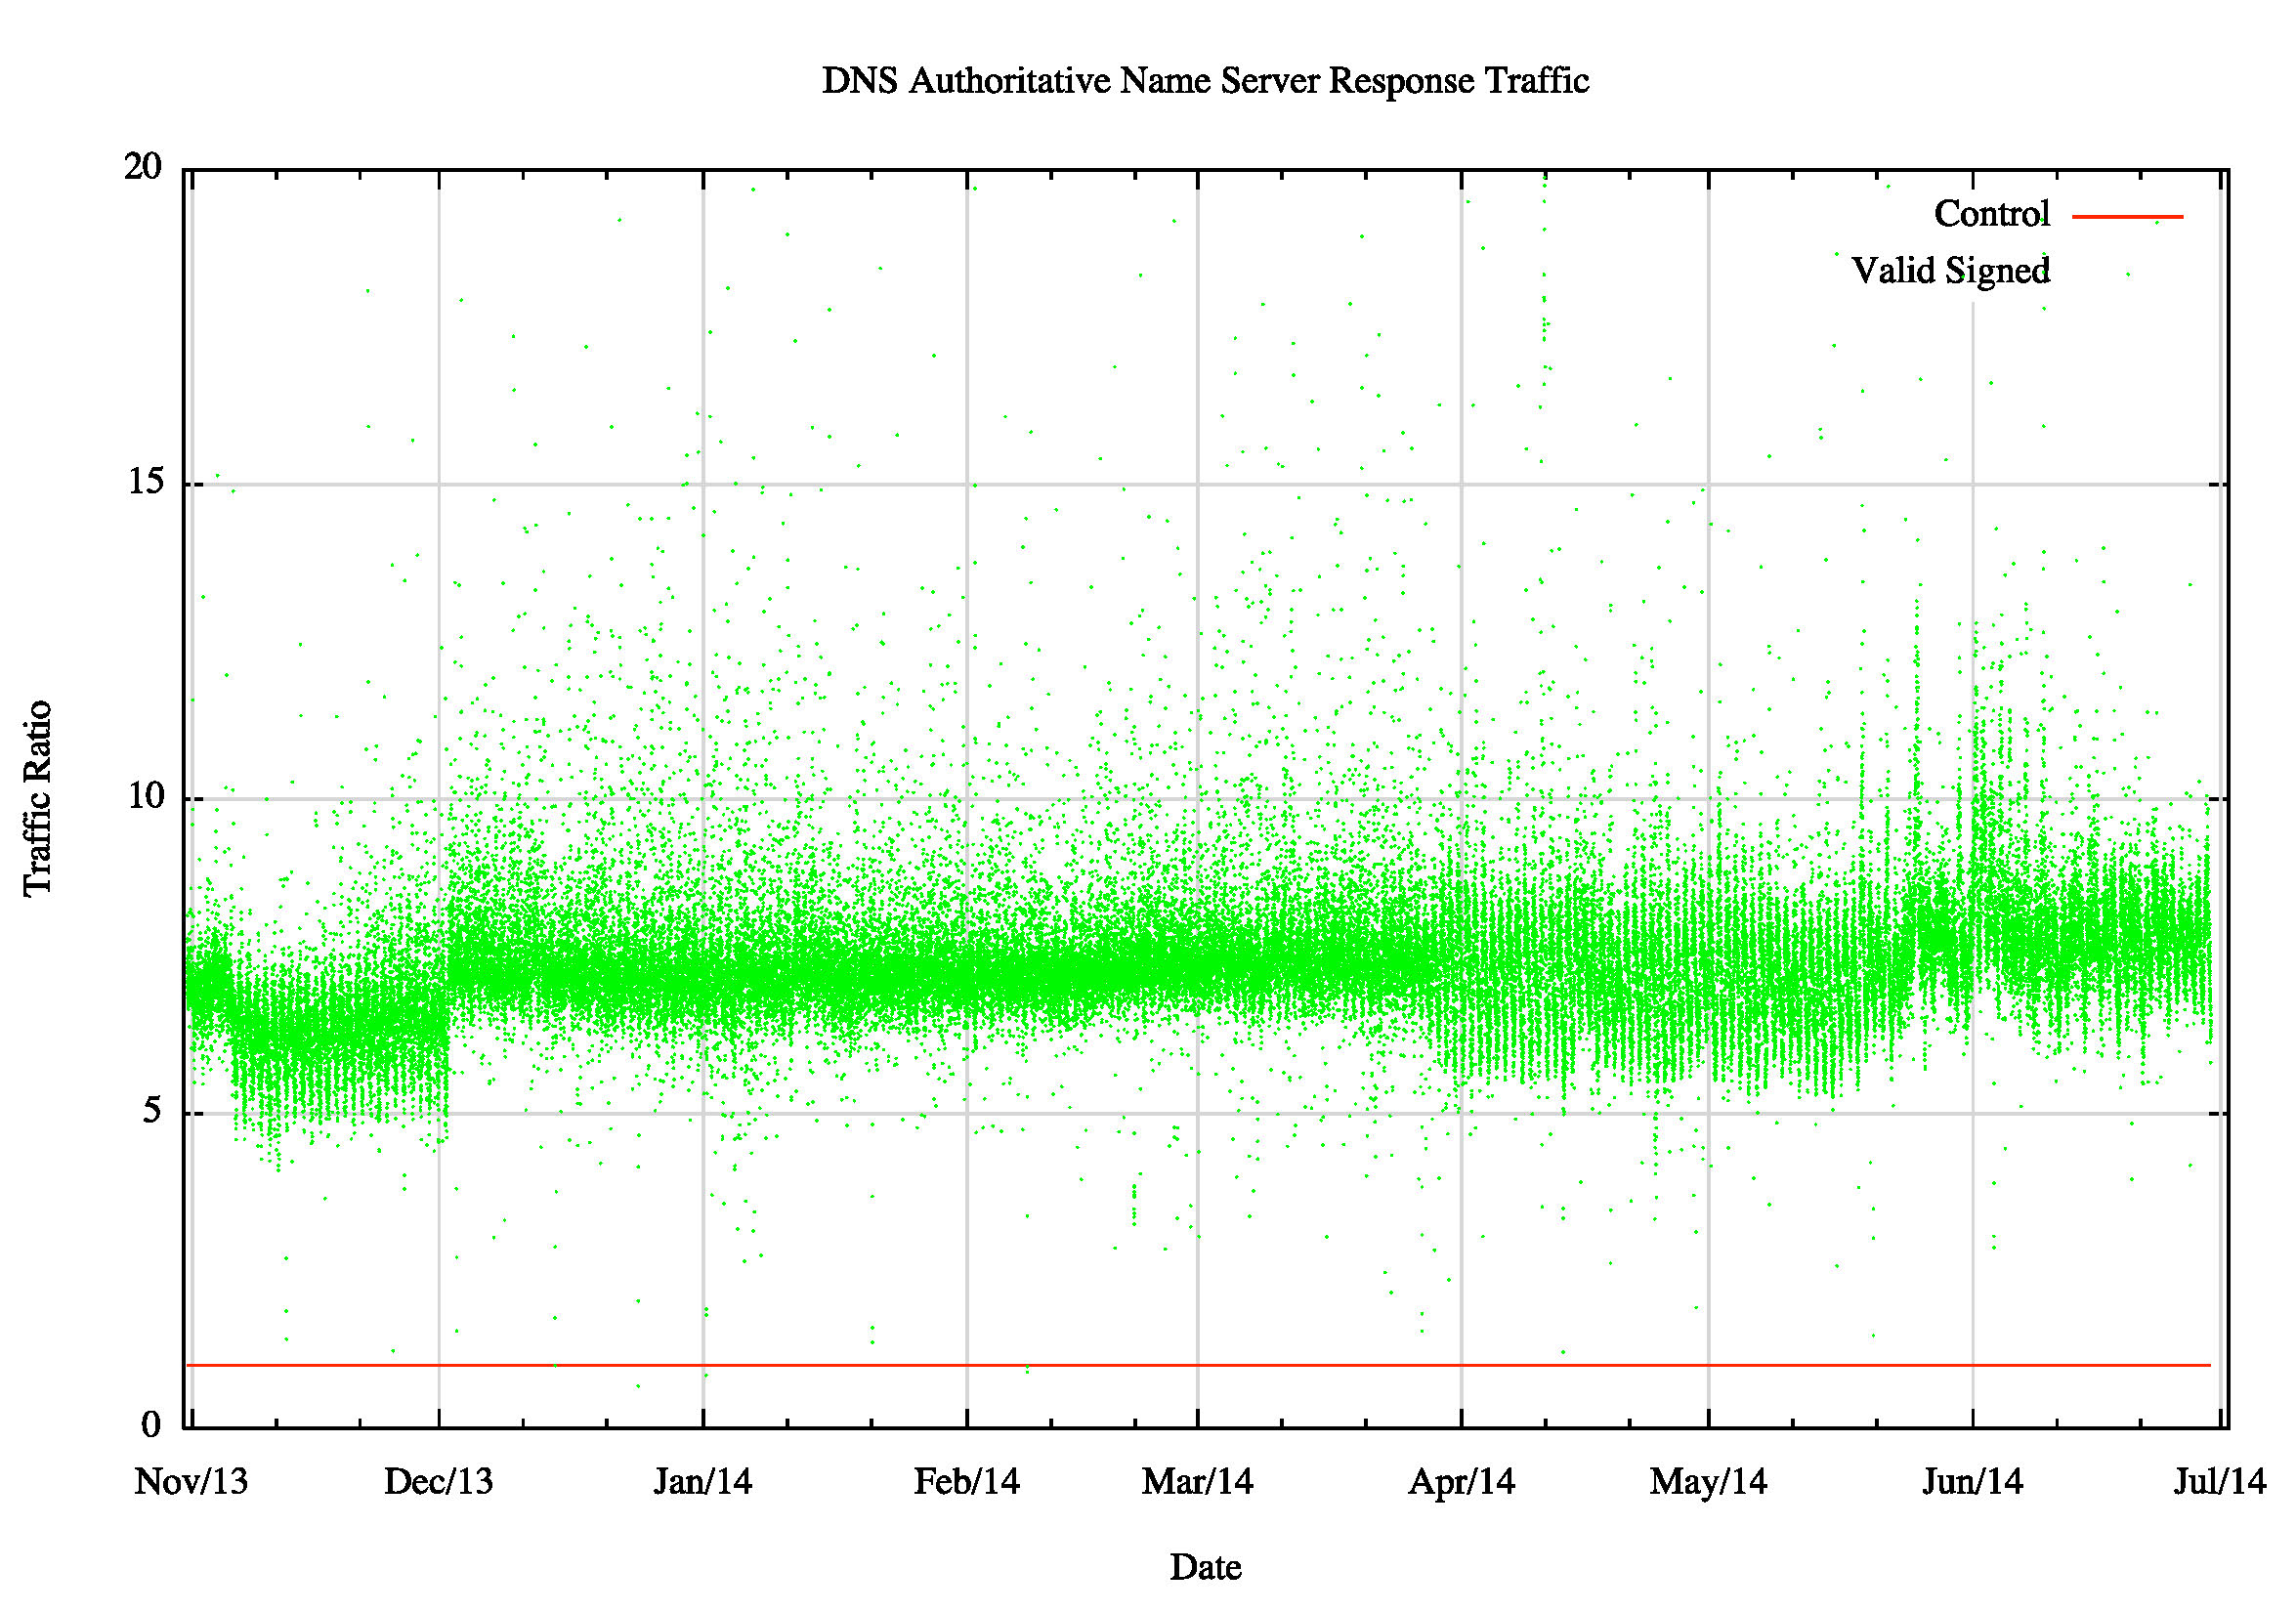 DNS Authoritative Name Server Response Traffic
20
Control
Valid Signed
15
10
Traffic Ratio
5
0
Nov/13 Dec/13 Jan/14 Feb/14 Mar/14 Apr/14 May/14 Jun/14 Jul/14
Date